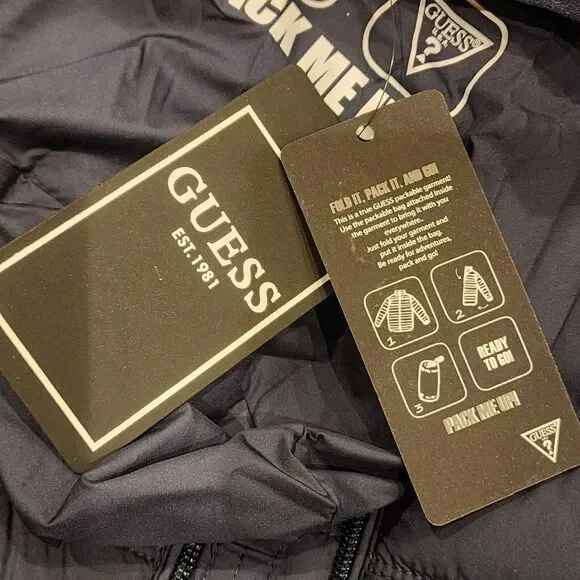 GUESS
U.S.A.
?
PACK ME UP!
GUESS
EST.1981
FOLD IT, PACK IT, AND GO!
This is a true GUESS packable garment!
Use the packable bag attached inside
the garment to bring it with you
everywhere...
Just fold your garment and
put it inside the bag.
Be ready for adventures,
pack and go!
1
2
3
READY
TO GO!
PACK ME UP!
GUESS
?